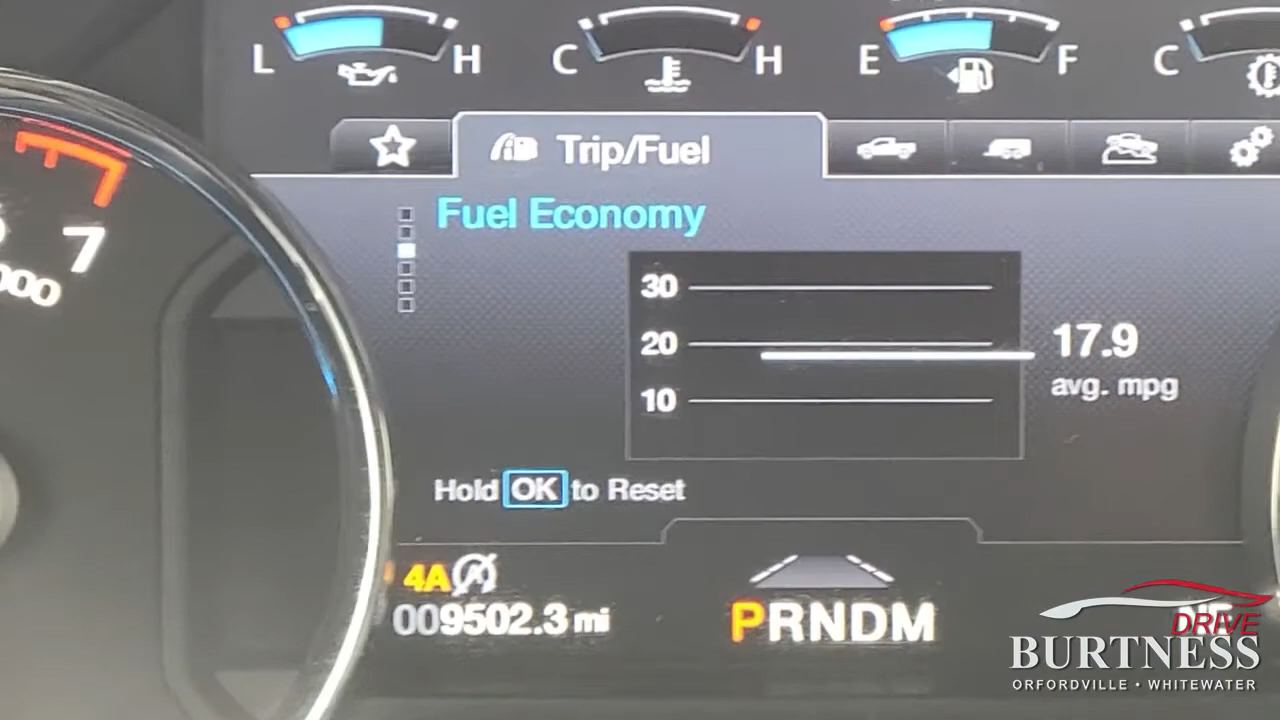 L H C H E F C
Trip/Fuel
7
000
Fuel Economy
30
20
10
17.9
avg. mpg
Hold OK to Reset
4A
009502.3 mi
PRNDM
DRIVE
BURTNESS
ORFORDVILLE • WHITEWATER